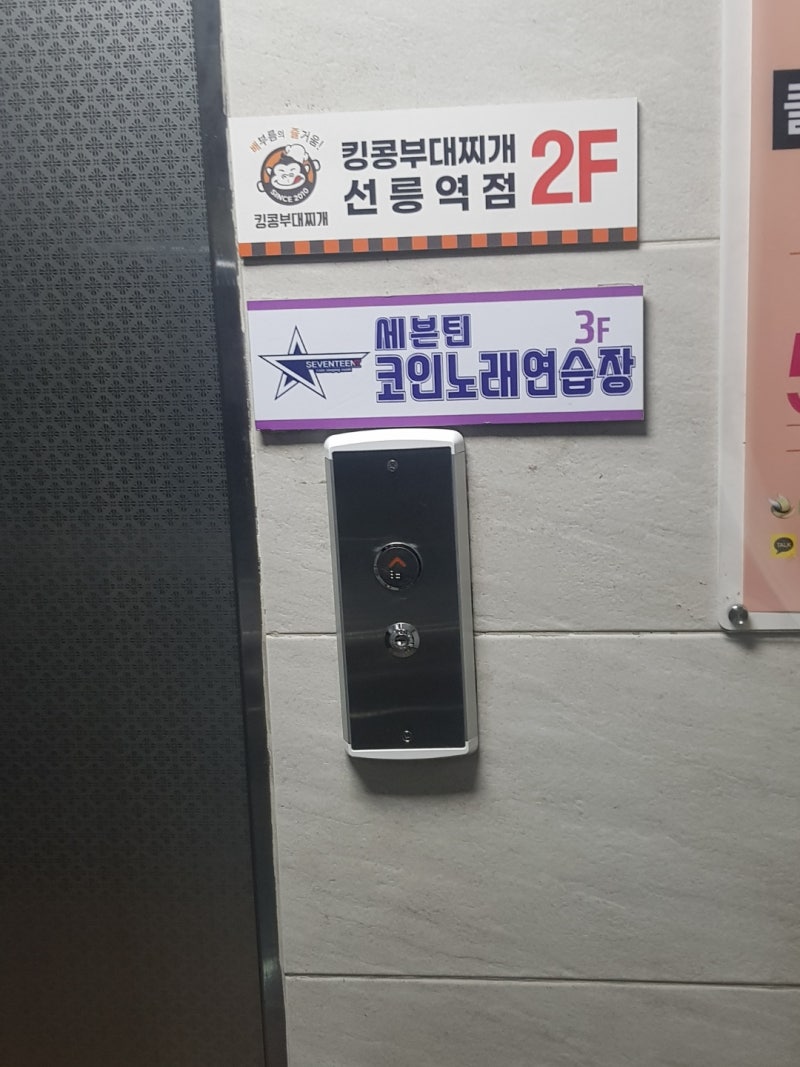 배부름의 즐거움!
SINCE 2010
킹콩부대찌개
킹콩부대찌개
선릉역점
2F
SEVENTEEN
세븐틴
3F
코인노래연습장
TALK